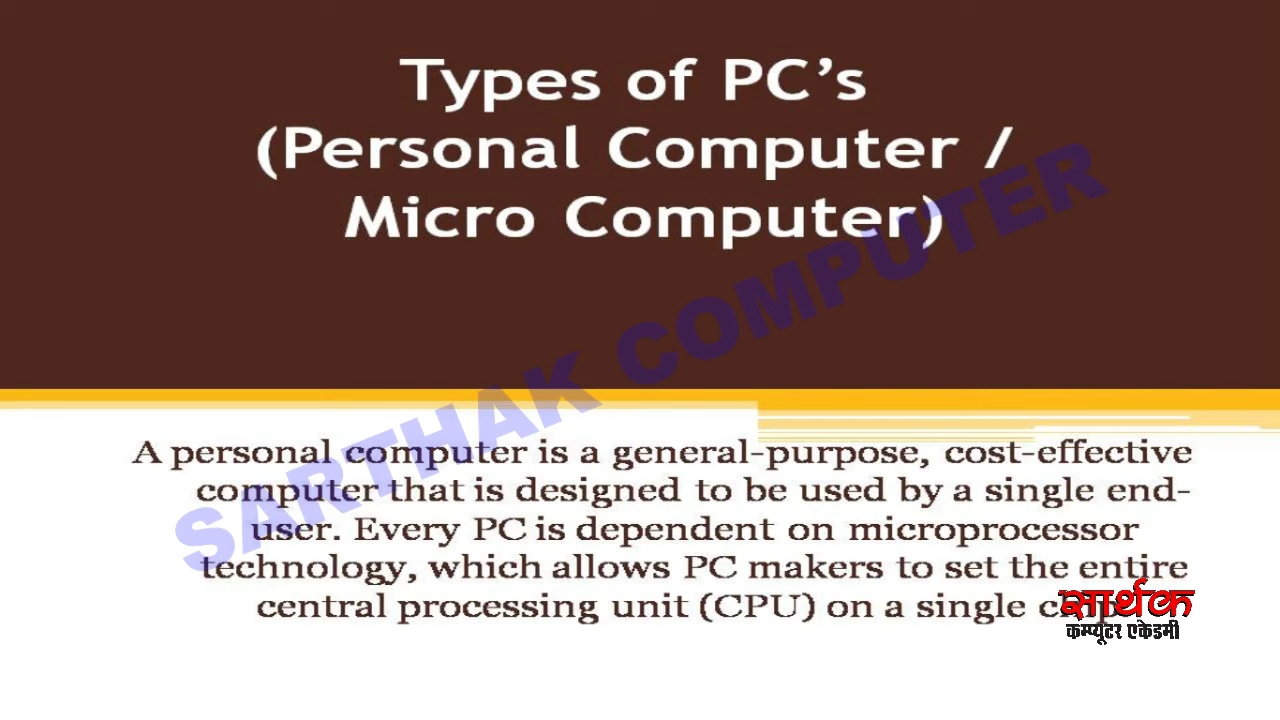 Types of PC’s
(Personal Computer /
Micro Computer)
SARTHAK COMPUTER
A personal computer is a general-purpose, cost-effective
computer that is designed to be used by a single end-
user. Every PC is dependent on microprocessor
technology, which allows PC makers to set the entire
central processing unit (CPU) on a single chip
सार्थक
कम्प्यूटर एकेडमी